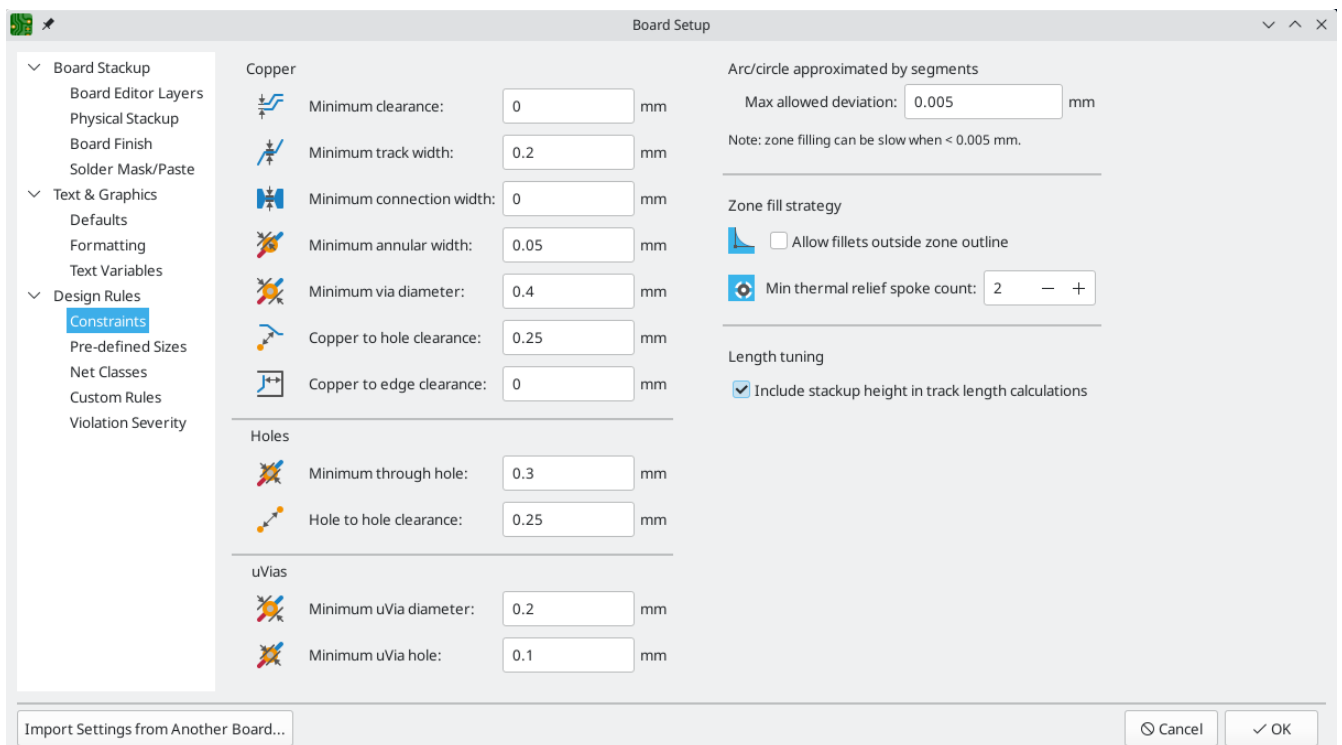 Board Setup
Board Stackup
Board Editor Layers
Physical Stackup
Board Finish
Solder Mask/Paste
Text & Graphics
Defaults
Formatting
Text Variables
Design Rules
Constraints
Pre-defined Sizes
Net Classes
Custom Rules
Violation Severity
Copper
Minimum clearance: 0 mm
Minimum track width: 0.2 mm
Minimum connection width: 0 mm
Minimum annular width: 0.05 mm
Minimum via diameter: 0.4 mm
Copper to hole clearance: 0.25 mm
Copper to edge clearance: 0 mm
Holes
Minimum through hole: 0.3 mm
Hole to hole clearance: 0.25 mm
uVias
Minimum uVia diameter: 0.2 mm
Minimum uVia hole: 0.1 mm
Arc/circle approximated by segments
Max allowed deviation: 0.005 mm
Note: zone filling can be slow when < 0.005 mm.
Zone fill strategy
Allow fillets outside zone outline
Min thermal relief spoke count: 2 − +
Length tuning
Include stackup height in track length calculations
Import Settings from Another Board... Cancel OK